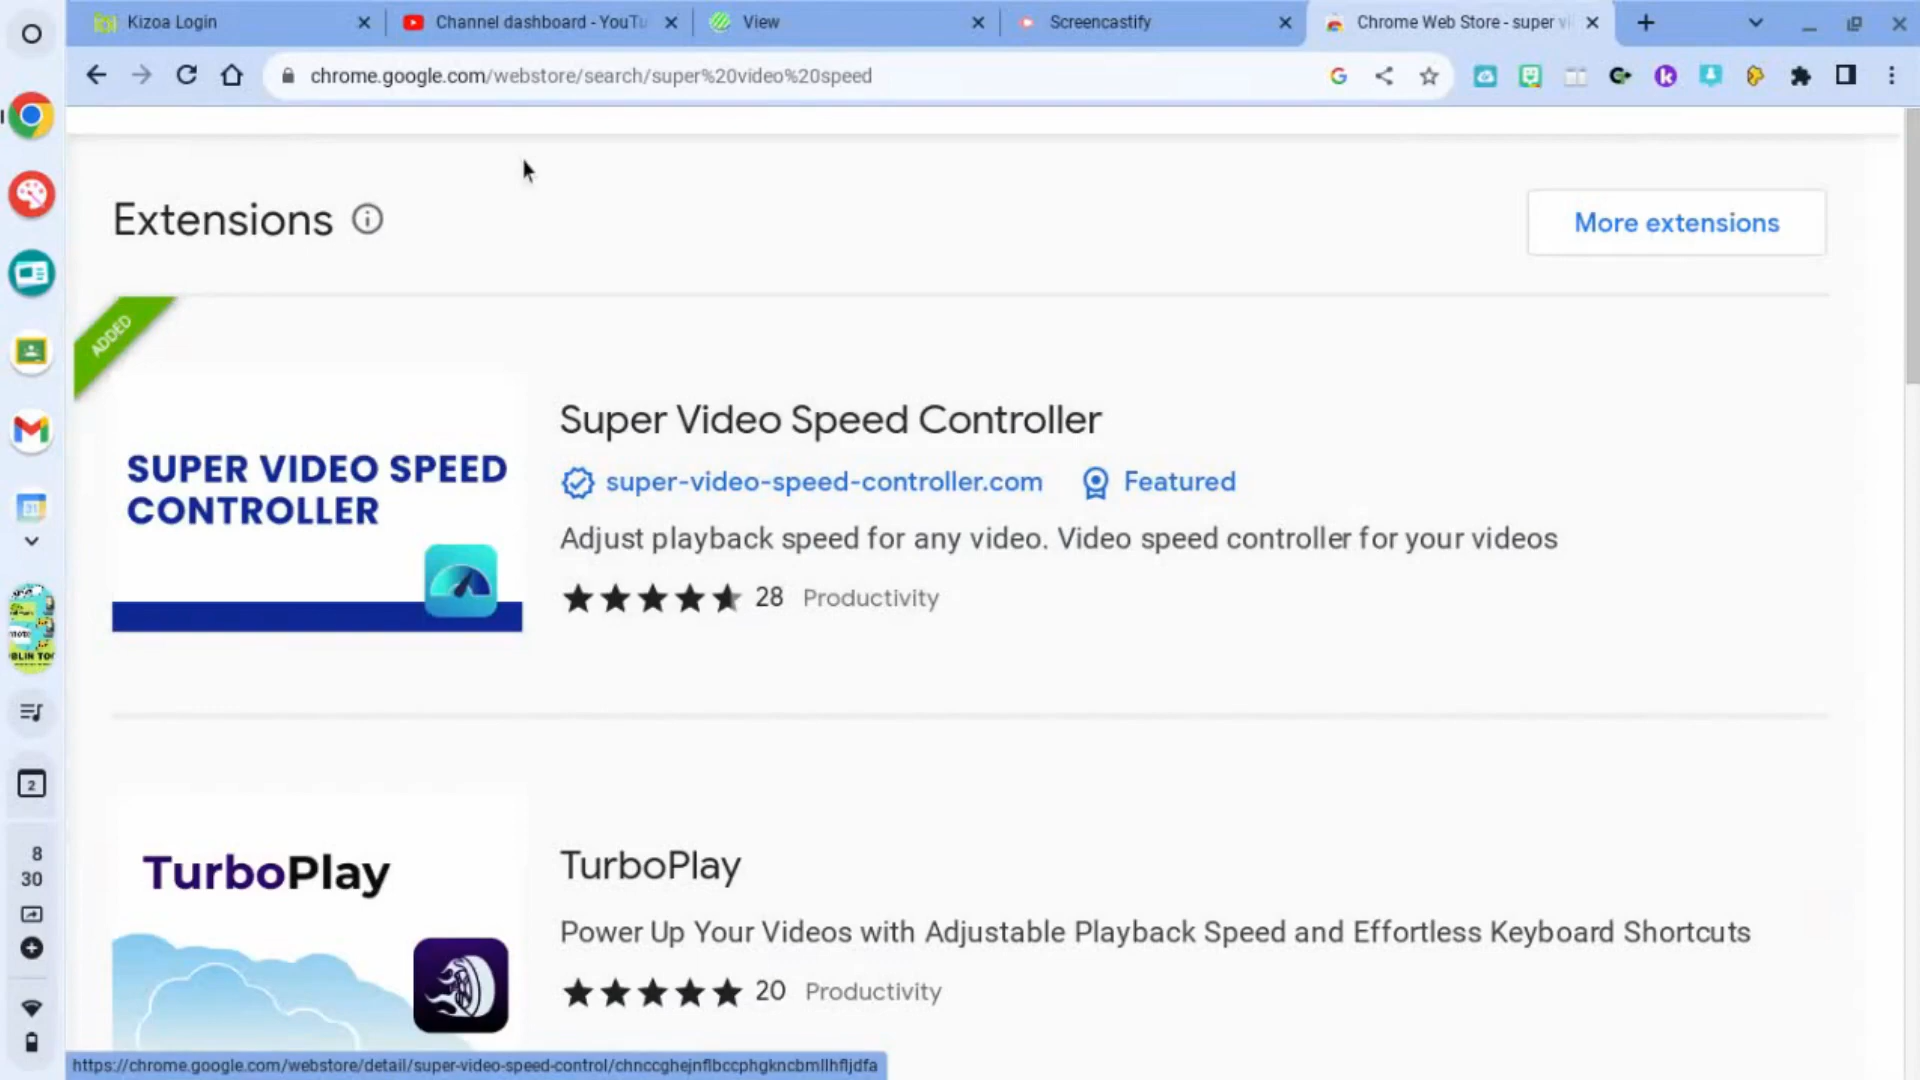 Kizoa Login
Channel dashboard - YouTu
View
Screencastify
Chrome Web Store - super vi
chrome.google.com/webstore/search/super%20video%20speed
Extensions
More extensions
ADDED
SUPER VIDEO SPEED
CONTROLLER
Super Video Speed Controller
super-video-speed-controller.com Featured
Adjust playback speed for any video. Video speed controller for your videos
28 Productivity
TurboPlay
TurboPlay
Power Up Your Videos with Adjustable Playback Speed and Effortless Keyboard Shortcuts
20 Productivity
31
2
8
30
https://chrome.google.com/webstore/detail/super-video-speed-control/chnccghejnflbccphgkncbmllhfljdfa